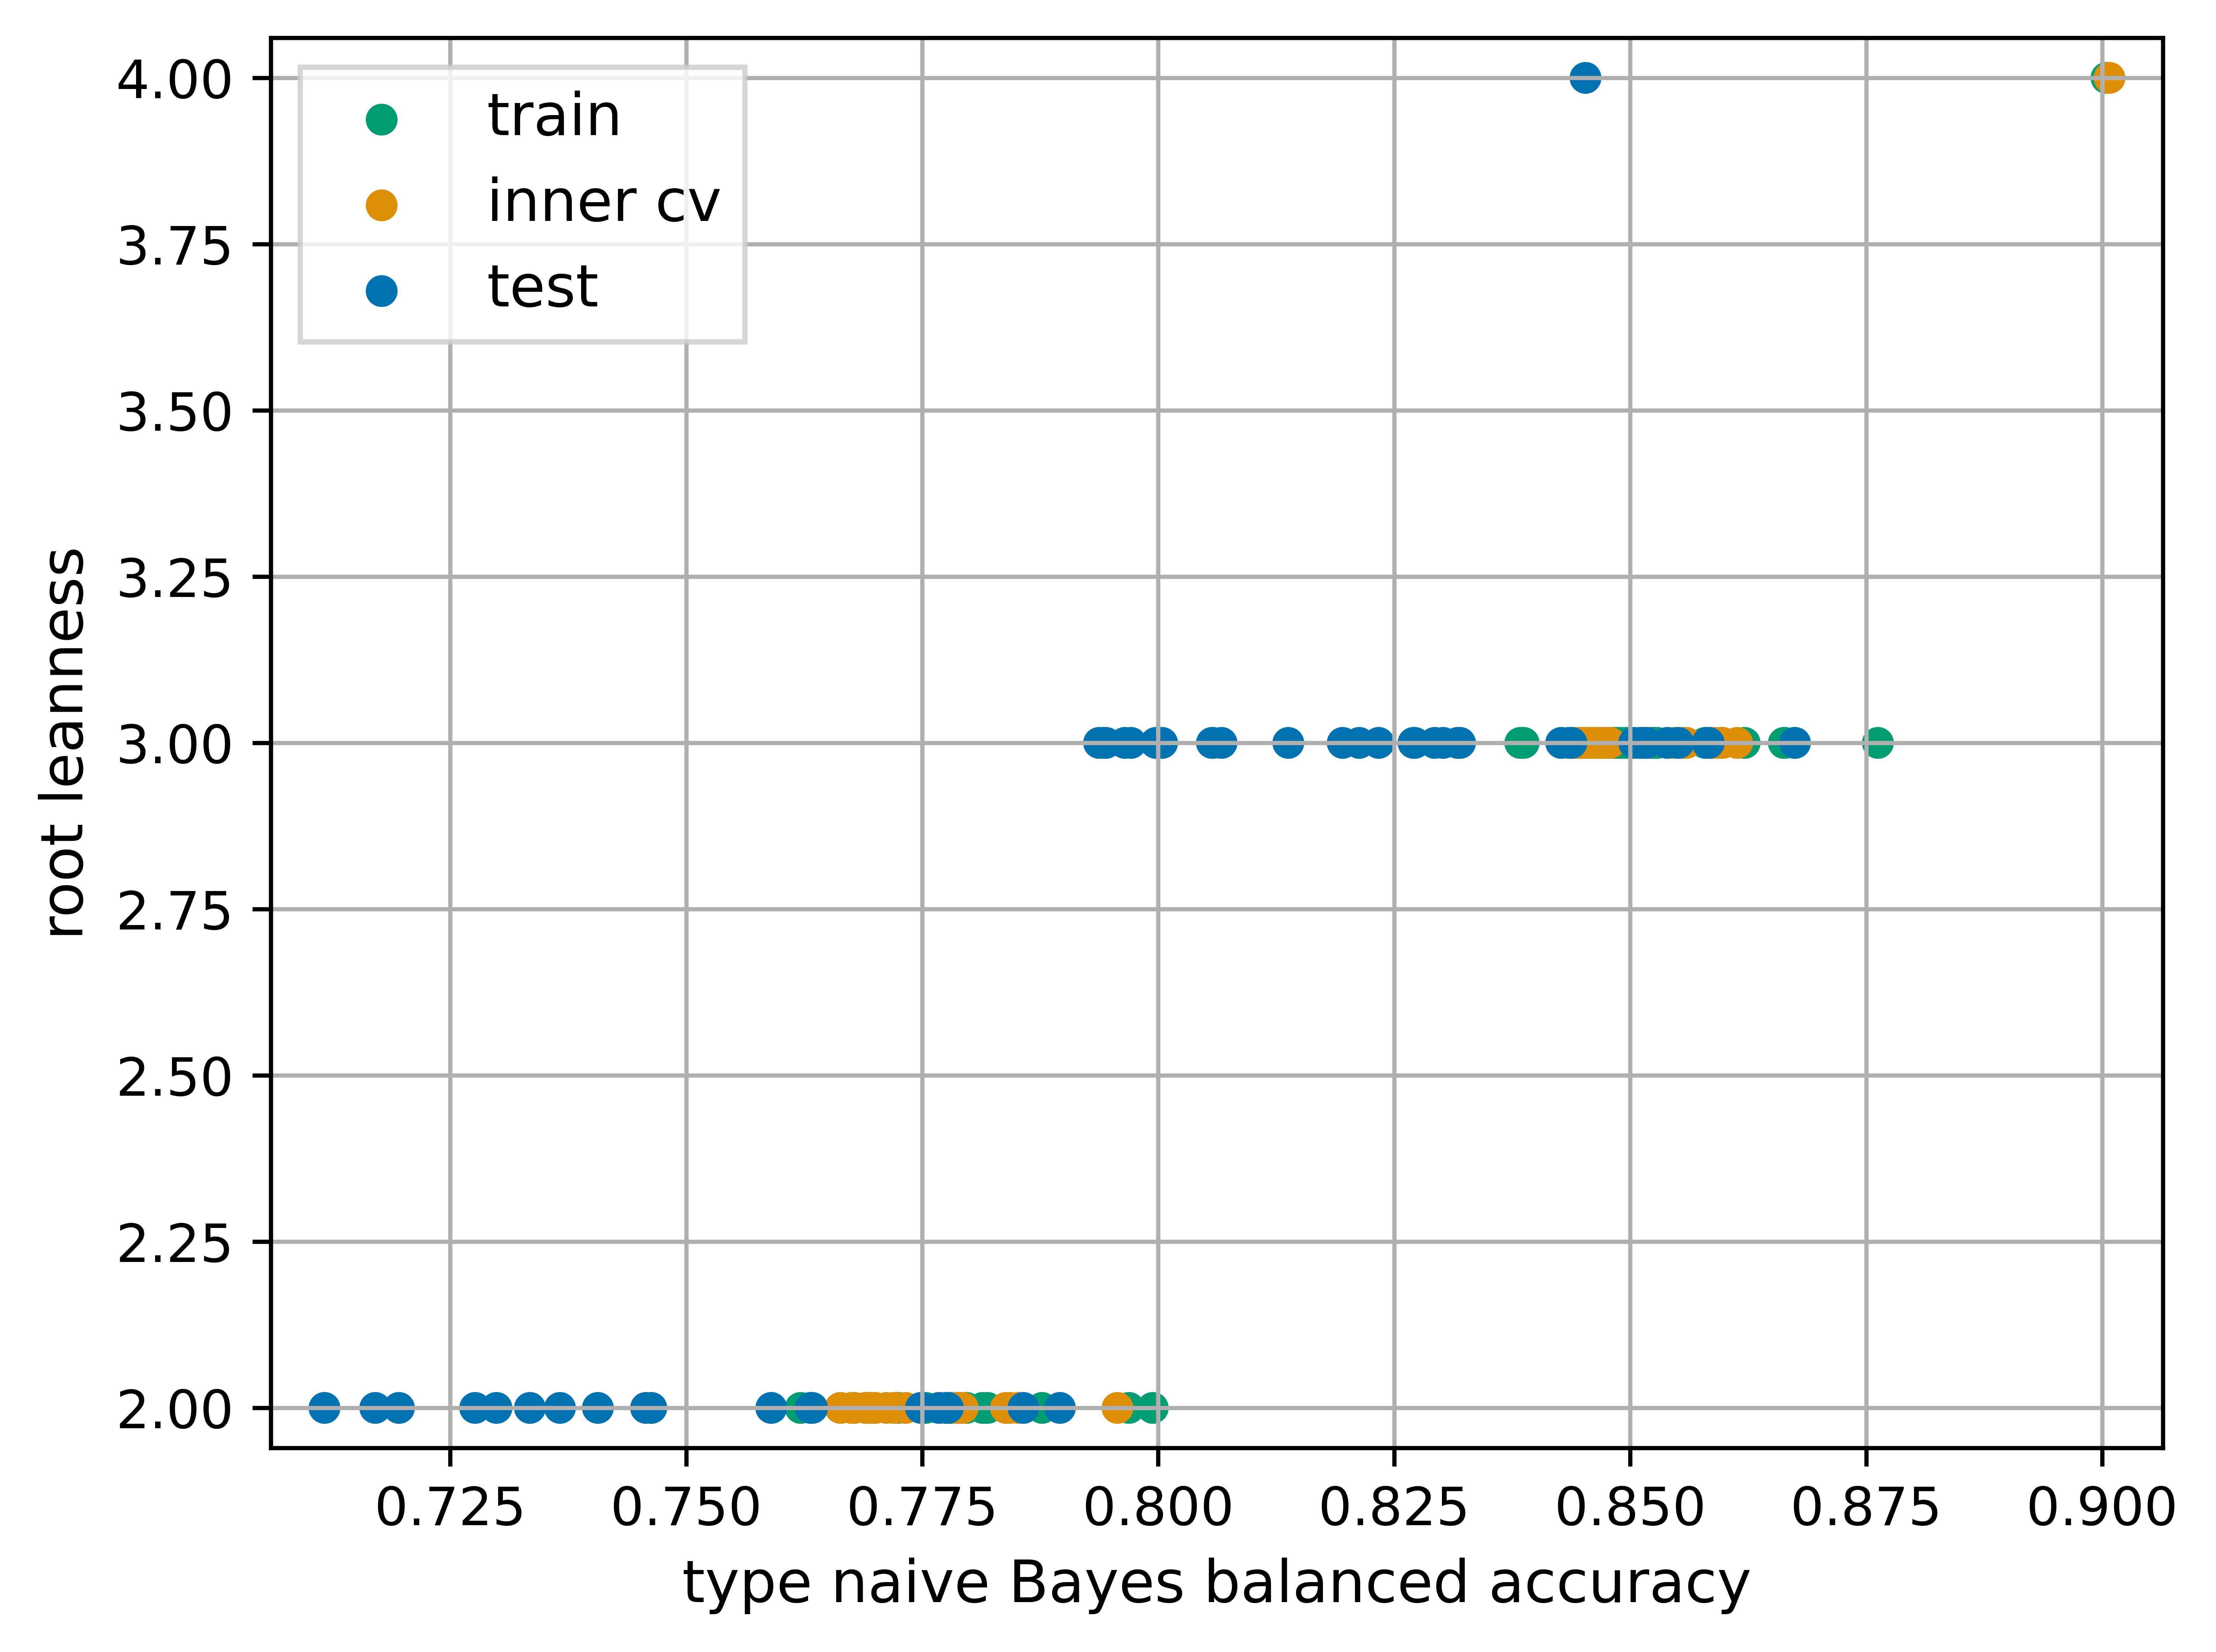 train
inner cv
test
4.00
3.75
3.50
3.25
3.00
2.75
2.50
2.25
2.00
root leanness
0.725 0.750 0.775 0.800 0.825 0.850 0.875 0.900
type naive Bayes balanced accuracy